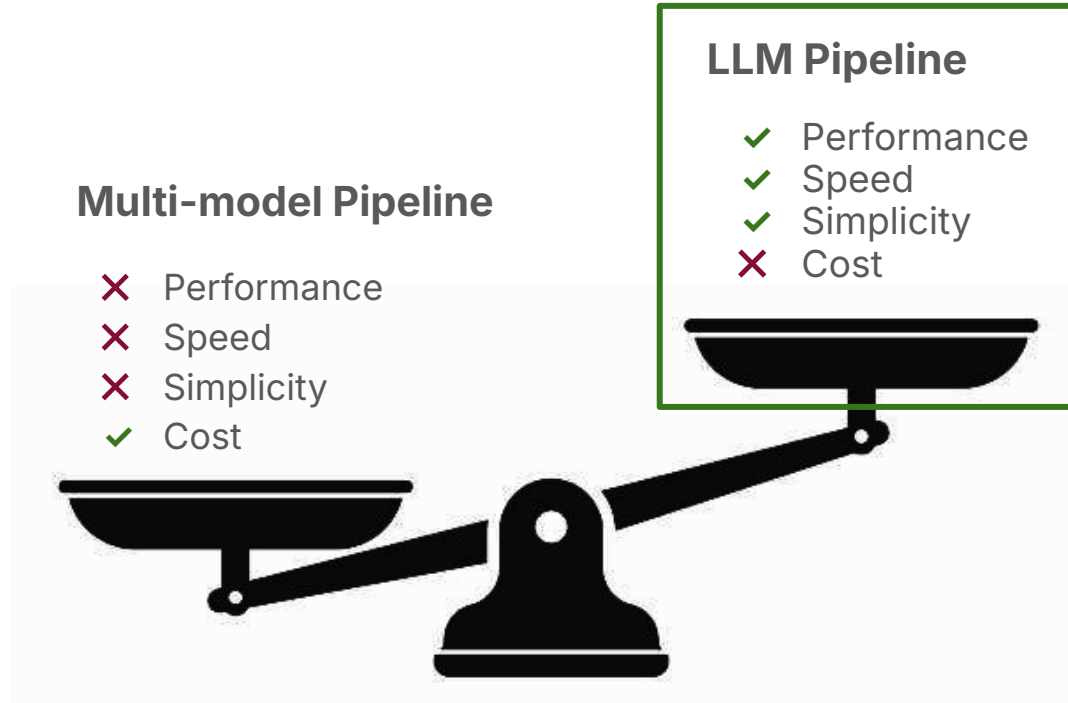 Multi-model Pipeline
Performance
Speed
Simplicity
Cost
LLM Pipeline
Performance
Speed
Simplicity
Cost